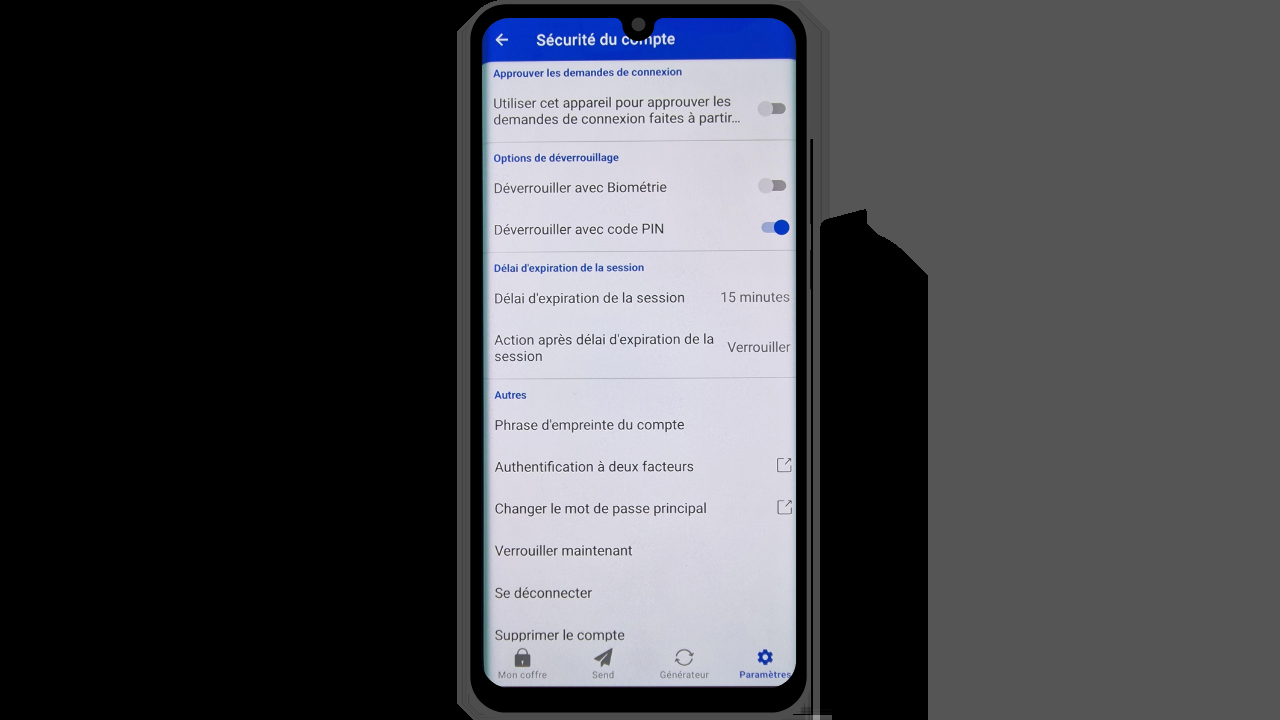 Sécurité du compte
Approuver les demandes de connexion
Utiliser cet appareil pour approuver les
demandes de connexion faites à partir...
Options de déverrouillage
Déverrouiller avec Biométrie
Déverrouiller avec code PIN
Délai d'expiration de la session
Délai d'expiration de la session 15 minutes
Action après délai d'expiration de la
session
Verrouiller
Autres
Phrase d'empreinte du compte
Authentification à deux facteurs
Changer le mot de passe principal
Verrouiller maintenant
Se déconnecter
Supprimer le compte
Mon coffre Send Générateur Paramètres